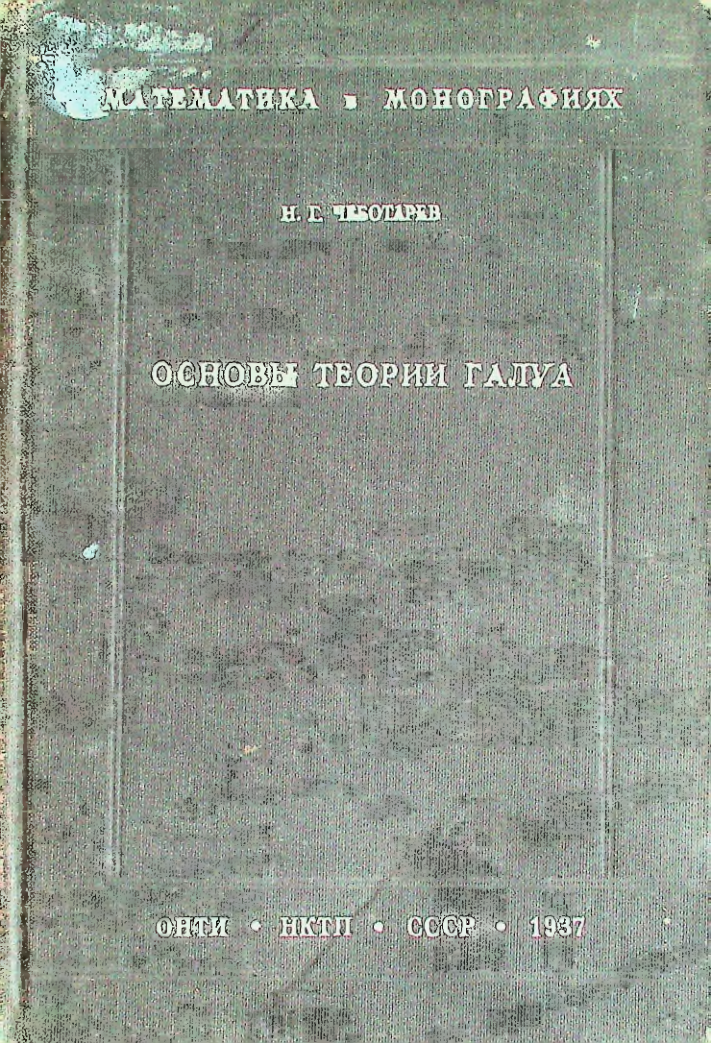 МАТЕМАТИКА в МОНОГРАФИЯХ
Н. Г. ЧЕБОТАРЕВ
ОСНОВЫ ТЕОРИИ ГАЛУА
ОНТИ • НКТП • СССР • 1937